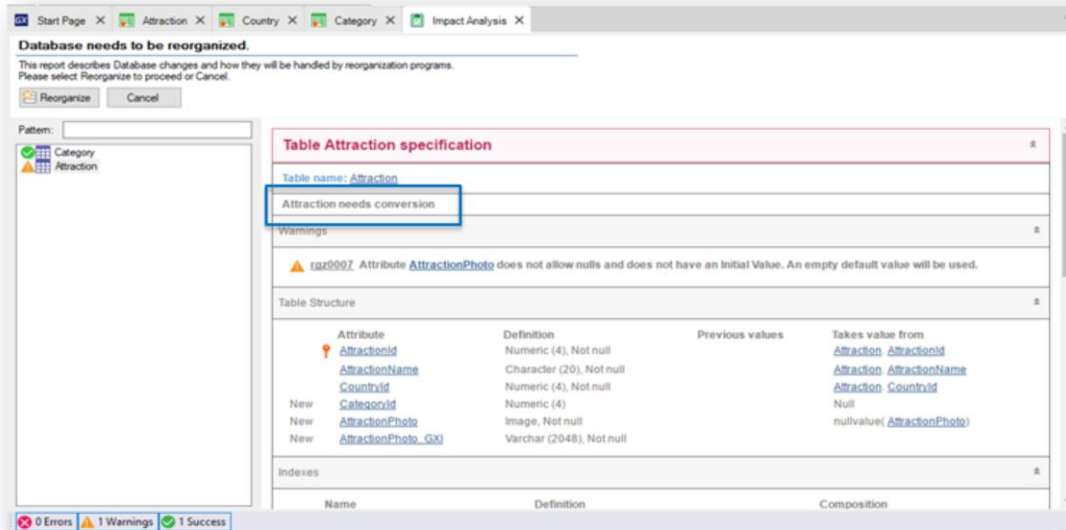 Start Page X Attraction X Country X Category X Impact Analysis X
Database needs to be reorganized.
This report describes Database changes and how they will be handled by reorganization programs.
Please select Reorganize to proceed or Cancel.
Reorganize Cancel
Pattern:
Category
Attraction
Table Attraction specification
Table name: Attraction
Attraction needs conversion
Warnings
rgz0007 Attribute AttractionPhoto does not allow nulls and does not have an Initial Value. An empty default value will be used.
Table Structure
Attribute Definition Previous values Takes value from
AttractionId Numeric (4), Not null Attraction AttractionId
AttractionName Character (20), Not null Attraction AttractionName
CountryId Numeric (4), Not null Attraction CountryId
New CategoryId Numeric (4) Null
New AttractionPhoto Image, Not null nullvalue( AttractionPhoto)
New AttractionPhoto_GXI Varchar (2048), Not null
Indexes
Name Definition Composition
0 Errors 1 Warnings 1 Success